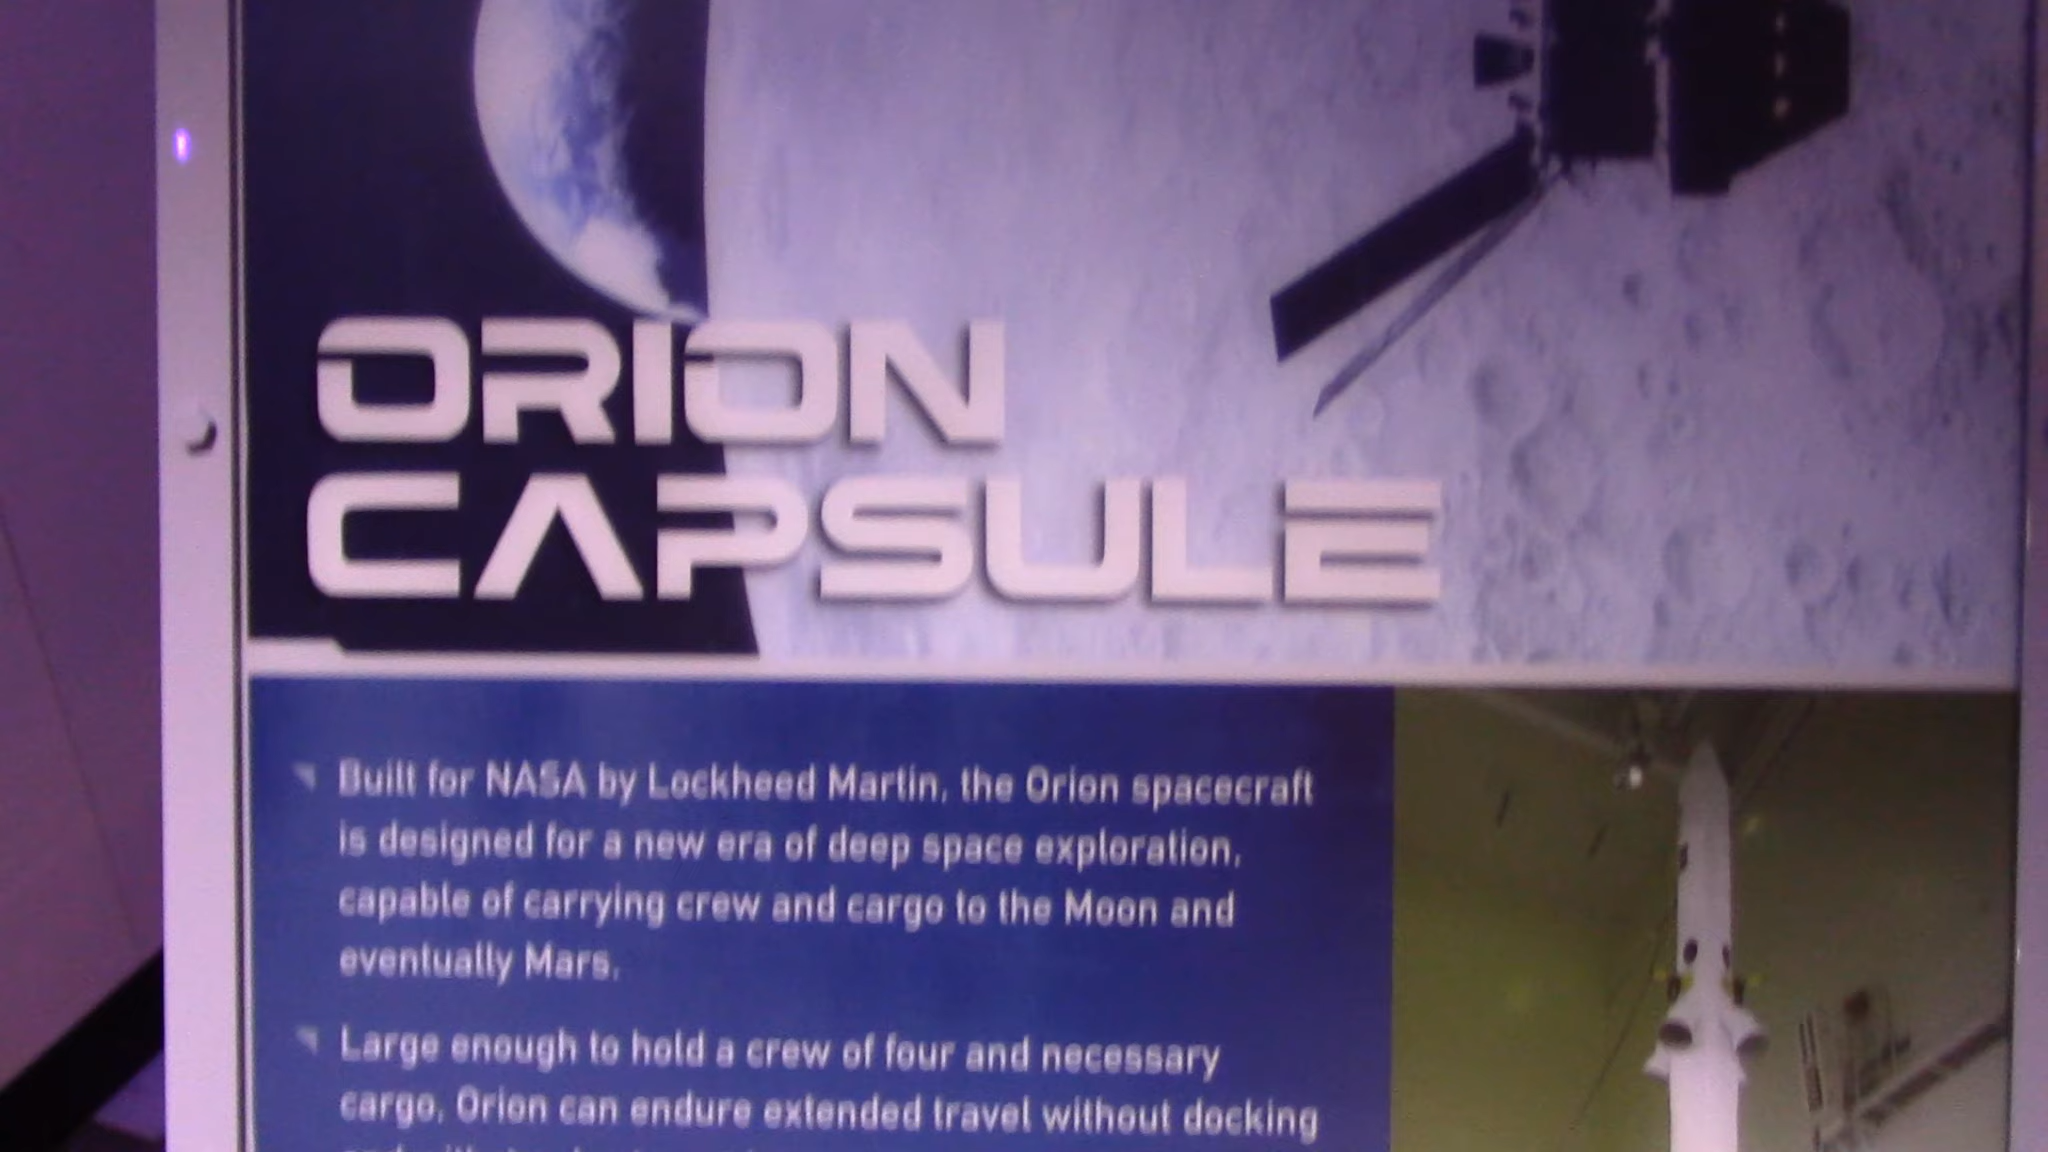 ORION
CAPSULE
Built for NASA by Lockheed Martin, the Orion spacecraft
is designed for a new era of deep space exploration,
capable of carrying crew and cargo to the Moon and
eventually Mars.
Large enough to hold a crew of four and necessary
cargo, Orion can endure extended travel without docking